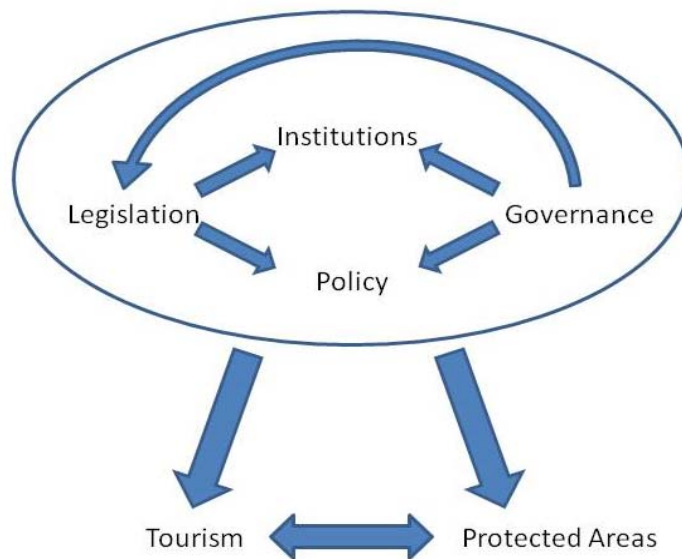 Institutions
Legislation
Governance
Policy
Tourism
Protected Areas